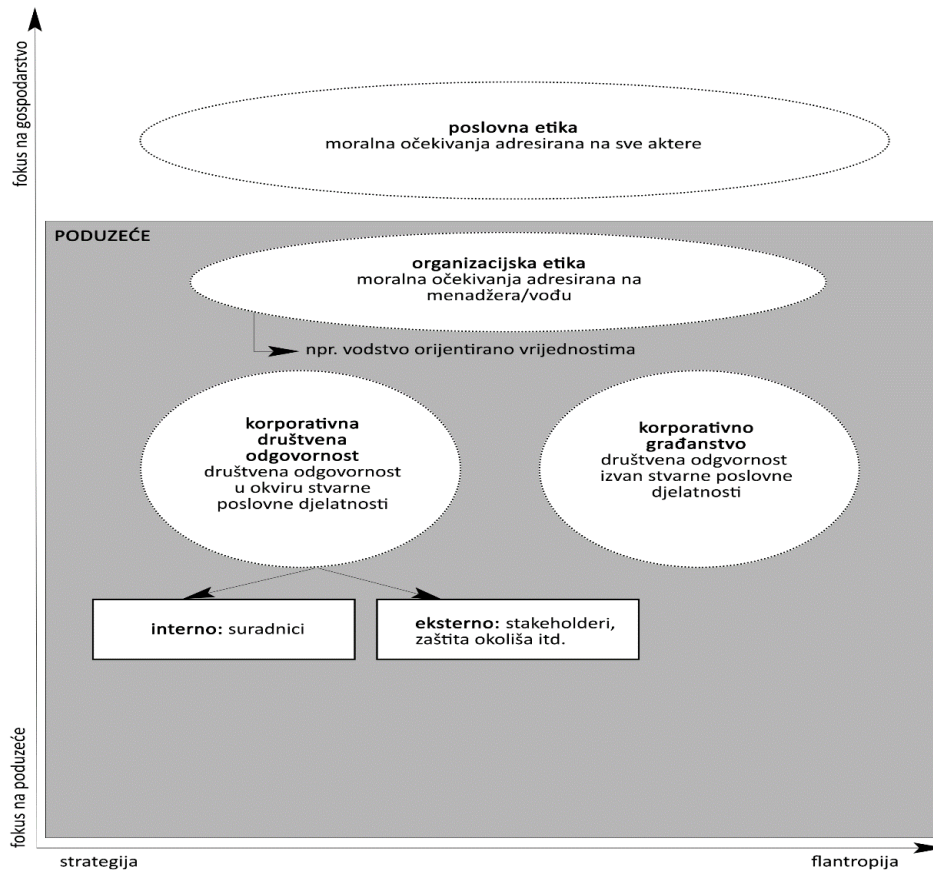 fokus na gospodarstvo
poslovna etika
moralna očekivanja adresirana na sve aktere
PODUZEĆE
organizacijska etika
moralna očekivanja adresirana na
menadžera/vođu
npr. vodstvo orijentirano vrijednostima
korporativna
društvena
odgovornost
društvena odgovornost
u okviru stvarne
poslovne djelatnosti
korporativno
građanstvo
društvena odgvornost
izvan stvarne poslovne
djelatnosti
interno: suradnici
eksterno: stakeholderi,
zaštita okoliša itd.
fokus na poduzeće
strategija
flantropija